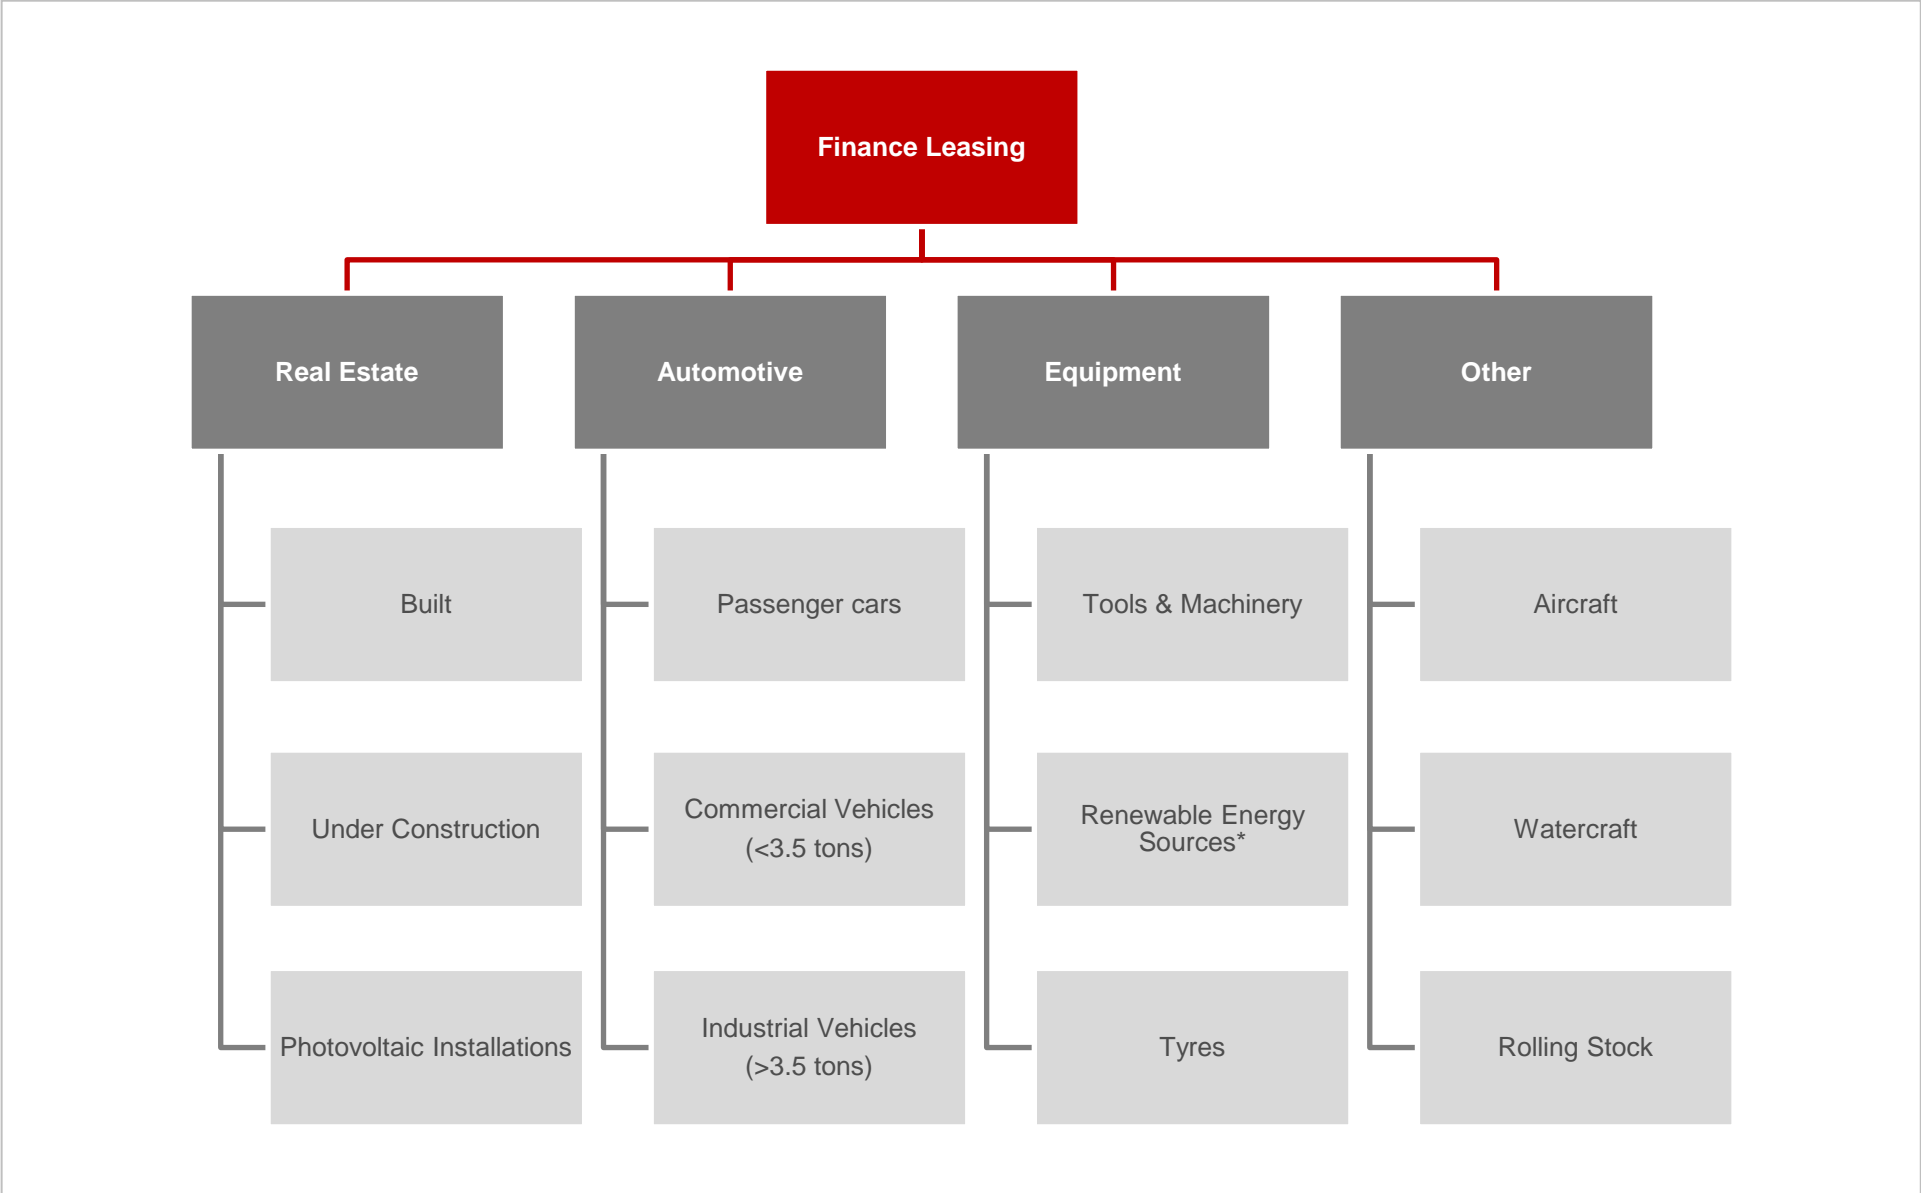 Finance Leasing
Real Estate
Automotive
Equipment
Other
Built
Passenger cars
Tools & Machinery
Aircraft
Under Construction
Commercial Vehicles
(<3.5 tons)
Renewable Energy
Sources*
Watercraft
Photovoltaic Installations
Industrial Vehicles
(>3.5 tons)
Tyres
Rolling Stock